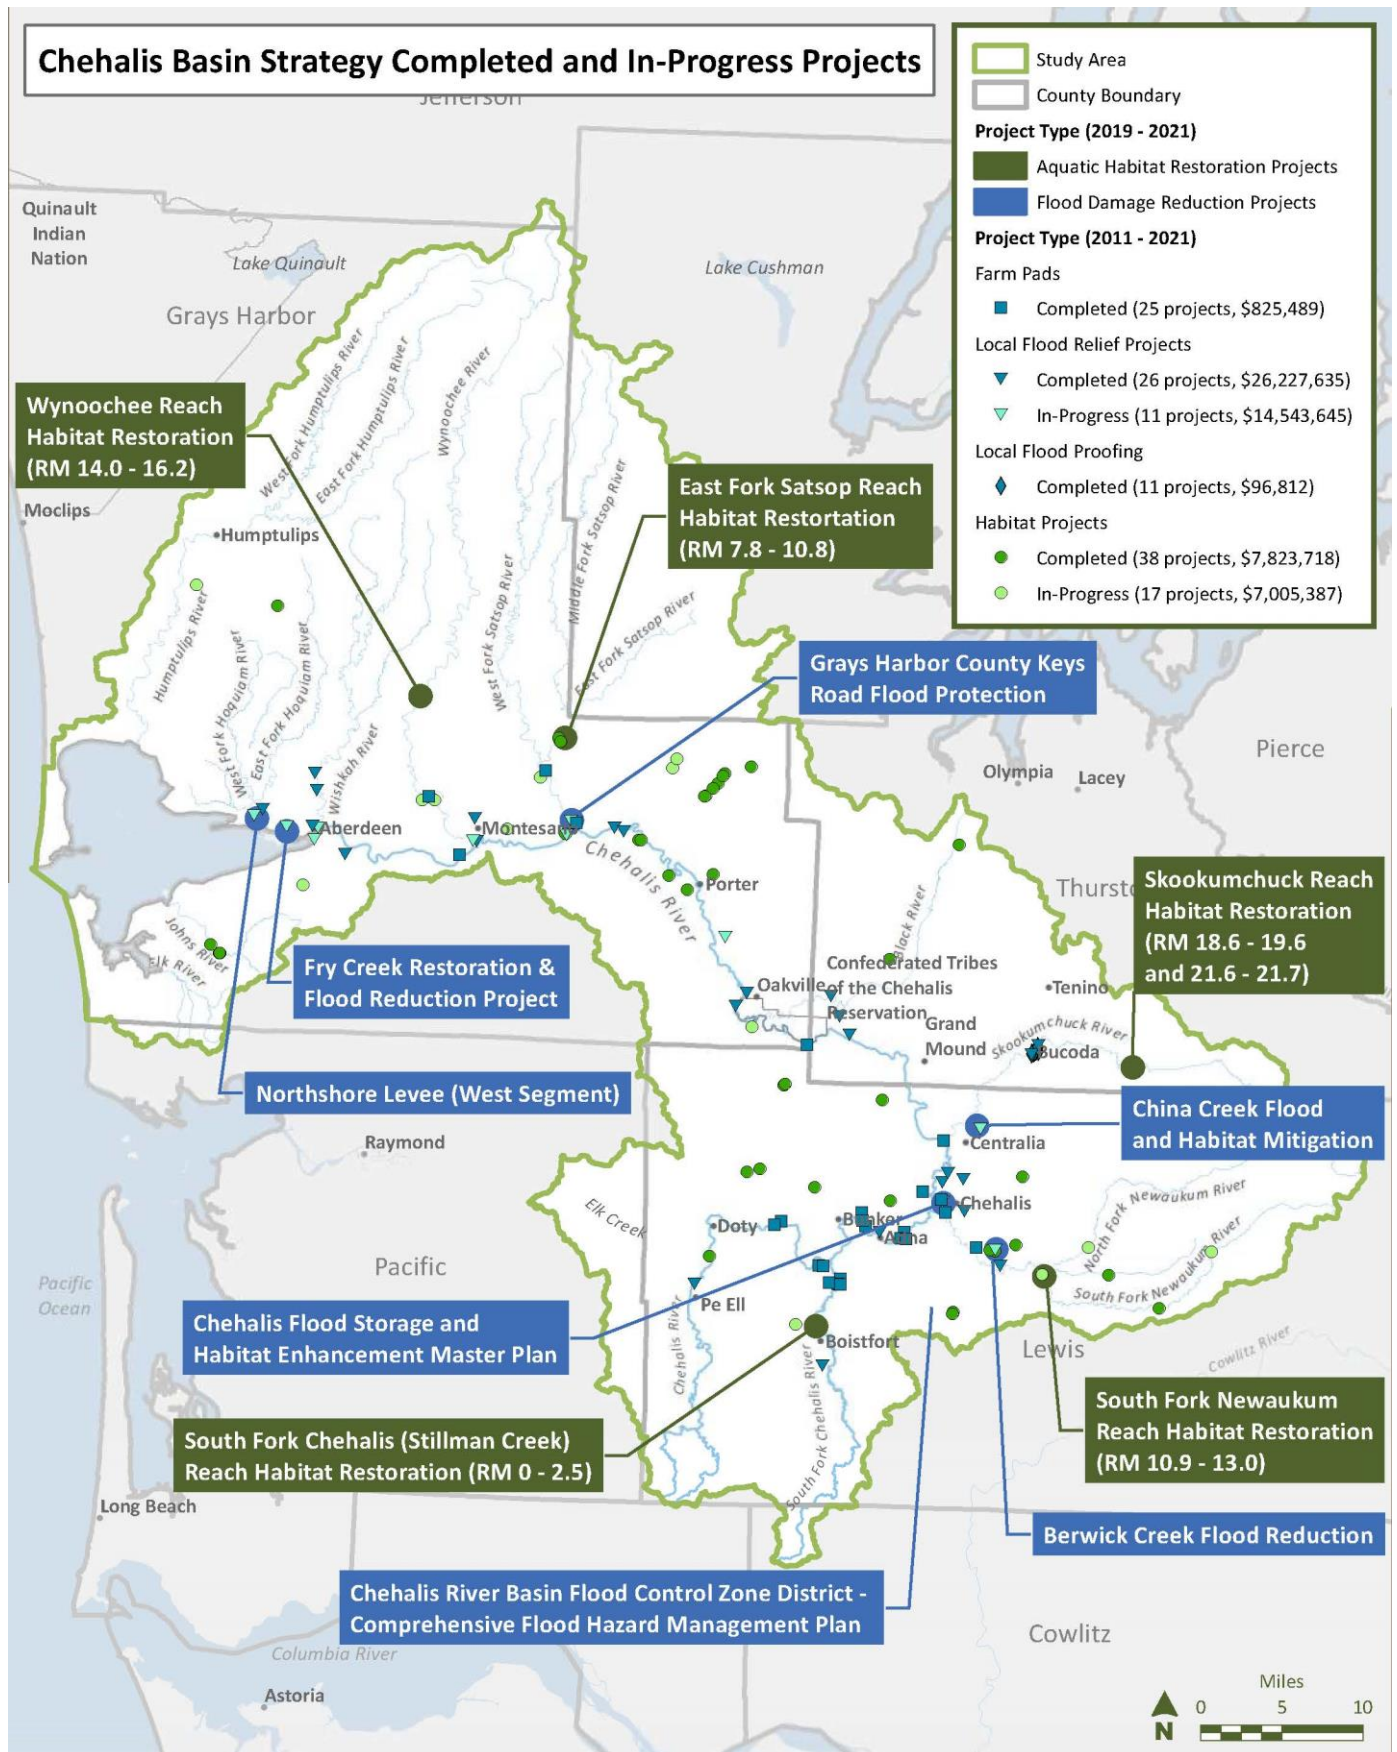 Chehalis Basin Strategy Completed and In-Progress Projects
Jefferson
Study Area
County Boundary
Project Type (2019 - 2021)
Aquatic Habitat Restoration Projects
Flood Damage Reduction Projects
Project Type (2011 - 2021)
Farm Pads
Completed (25 projects, $825,489)
Local Flood Relief Projects
Completed (26 projects, $26,227,635)
In-Progress (11 projects, $14,543,645)
Local Flood Proofing
Completed (11 projects, $96,812)
Habitat Projects
Completed (38 projects, $7,823,718)
In-Progress (17 projects, $7,005,387)
Quinault
Indian
Nation
Lake Quinault
Lake Cushman
Grays Harbor
West Fork Humptulips River
East Fork Humptulips River
Wynoochee River
Wynoochee Reach
Habitat Restoration
(RM 14.0 - 16.2)
Moclips
Humptulips
East Fork Satsop Reach
Habitat Restortation
(RM 7.8 - 10.8)
Middle Fork Satsop River
West Fork Satsop River
East Fork Satsop River
Humptulips River
West Fork Hoquiam River
East Fork Hoquiam River
Wishkah River
Grays Harbor County Keys
Road Flood Protection
Pierce
Olympia
Lacey
Aberdeen
Montesano
Chehalis River
Porter
Black River
Thurston
Skookumchuck Reach
Habitat Restoration
(RM 18.6 - 19.6
and 21.6 - 21.7)
Johns River
Elk River
Fry Creek Restoration &
Flood Reduction Project
Oakville
Confederated Tribes
of the Chehalis
Reservation
Tenino
Grand
Mound
Skookumchuck River
Bucoda
Northshore Levee (West Segment)
China Creek Flood
and Habitat Mitigation
Raymond
Centralia
Elk Creek
Doty
Bunker
Adna
Chehalis
North Fork Newaukum River
South Fork Newaukum River
Pacific
Ocean
Pacific
Pe Ell
Chehalis River
Chehalis Flood Storage and
Habitat Enhancement Master Plan
Boistfort
South Fork Chehalis River
Lewis
Cowlitz River
South Fork Newaukum
Reach Habitat Restoration
(RM 10.9 - 13.0)
South Fork Chehalis (Stillman Creek)
Reach Habitat Restoration (RM 0 - 2.5)
Long Beach
Berwick Creek Flood Reduction
Chehalis River Basin Flood Control Zone District -
Comprehensive Flood Hazard Management Plan
Columbia River
Astoria
Cowlitz
Miles
0 5 10
N